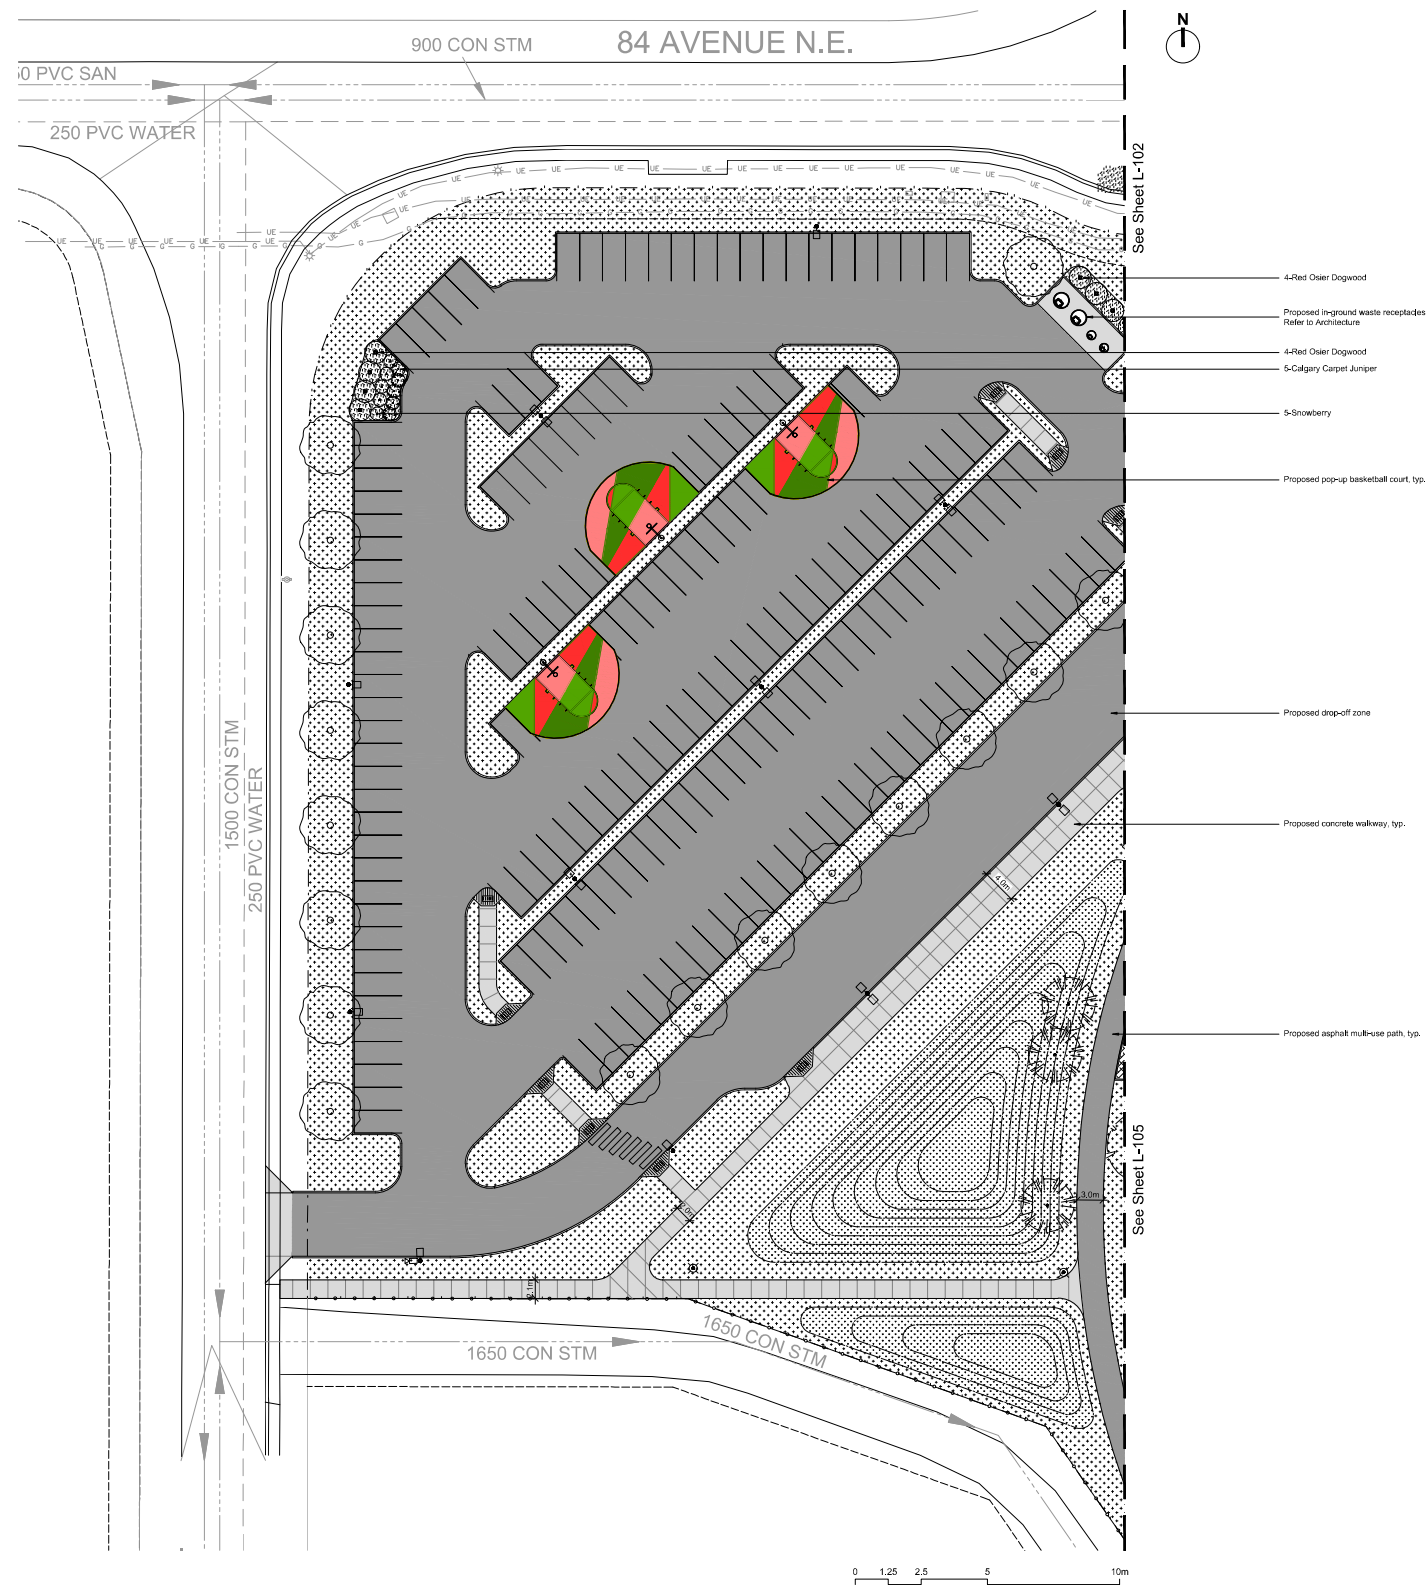 N
84 AVENUE N.E.
900 CON STM
50 PVC SAN
250 PVC WATER
See Sheet L-102
4-Red Osier Dogwood
Proposed in-ground waste receptacles
Refer to Architecture
4-Red Osier Dogwood
5-Calgary Carpet Juniper
5-Snowberry
Proposed pop-up basketball court, typ.
Proposed drop-off zone
1500 CON STM
250 PVC WATER
Proposed concrete walkway, typ.
4.0m
Proposed asphalt multi-use path, typ.
See Sheet L-105
3.0m
1650 CON STM
1650 CON STM
0 1.25 2.5 5 10m